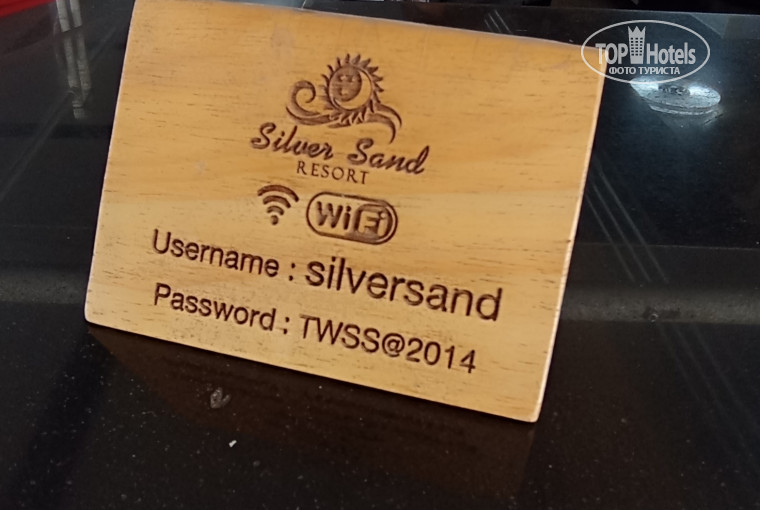 TOP Hotels
ФОТО ТУРИСТА
Silver Sand
RESORT
WiFi
Username : silversand
Password : TWSS@2014